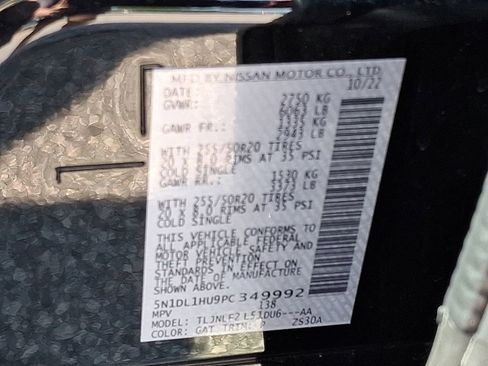 MFD BY NISSAN MOTOR CO., LTD.
DATE: 10/22
GVWR: 2750 KG
6063 LB
GAWR FR.: 1335 KG
2943 LB
WITH 255/50R20 TIRES
20 X 8.0 RIMS AT 35 PSI
COLD SINGLE
GAWR RR.: 1530 KG
3373 LB
WITH 255/50R20 TIRES
20 X 8.0 RIMS AT 35 PSI
COLD SINGLE
THIS VEHICLE CONFORMS TO
ALL APPLICABLE FEDERAL
MOTOR VEHICLE SAFETY AND
THEFT PREVENTION
STANDARDS IN EFFECT ON
THE DATE OF MANUFACTURE
SHOWN ABOVE.
5N1DL1HU9PC349992
MPV 138
MODEL:
COLOR: GAT TRIM: ZS30A